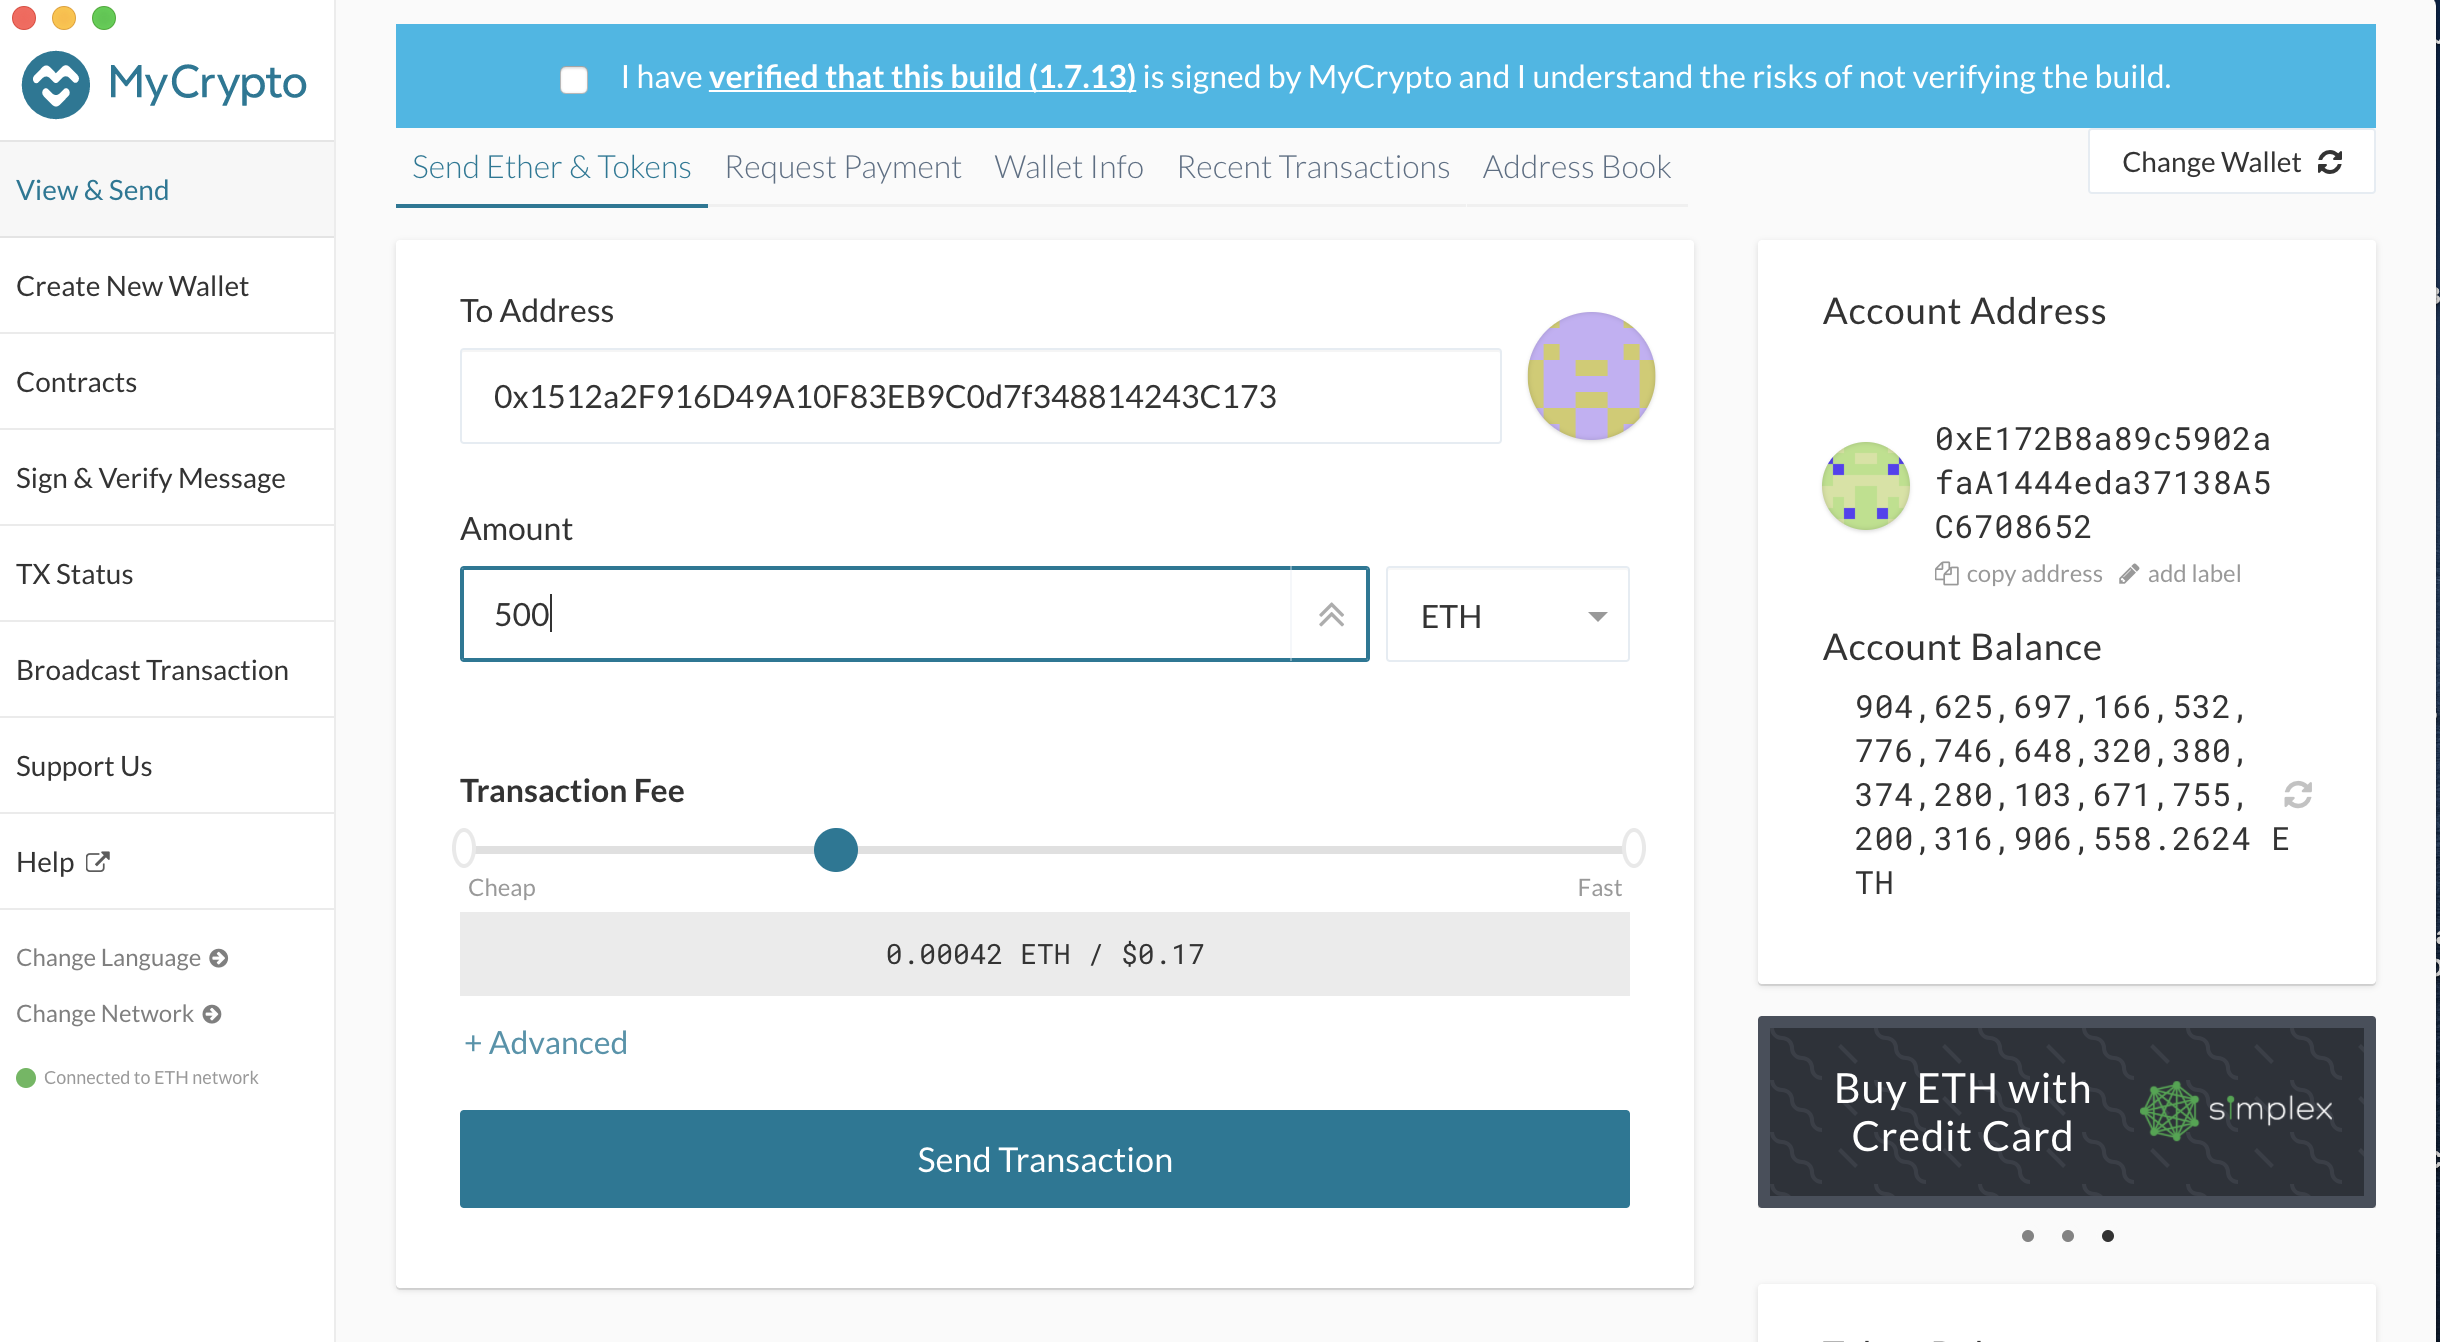 MyCrypto
View & Send
Create New Wallet
Contracts
Sign & Verify Message
TX Status
Broadcast Transaction
Support Us
Help
Change Language
Change Network
Connected to ETH network
I have verified that this build (1.7.13) is signed by MyCrypto and I understand the risks of not verifying the build.
Send Ether & Tokens
Request Payment
Wallet Info
Recent Transactions
Address Book
Change Wallet
To Address
0x1512a2F916D49A10F83EB9C0d7f348814243C173
Amount
500
ETH
Transaction Fee
Cheap
Fast
0.00042 ETH / $0.17
+ Advanced
Send Transaction
Account Address
0xE172B8a89c5902a
faA1444eda37138A5
C6708652
copy address
add label
Account Balance
904,625,697,166,532,
776,746,648,320,380,
374,280,103,671,755,
200,316,906,558.2624 E
TH
Buy ETH with
Credit Card
simplex